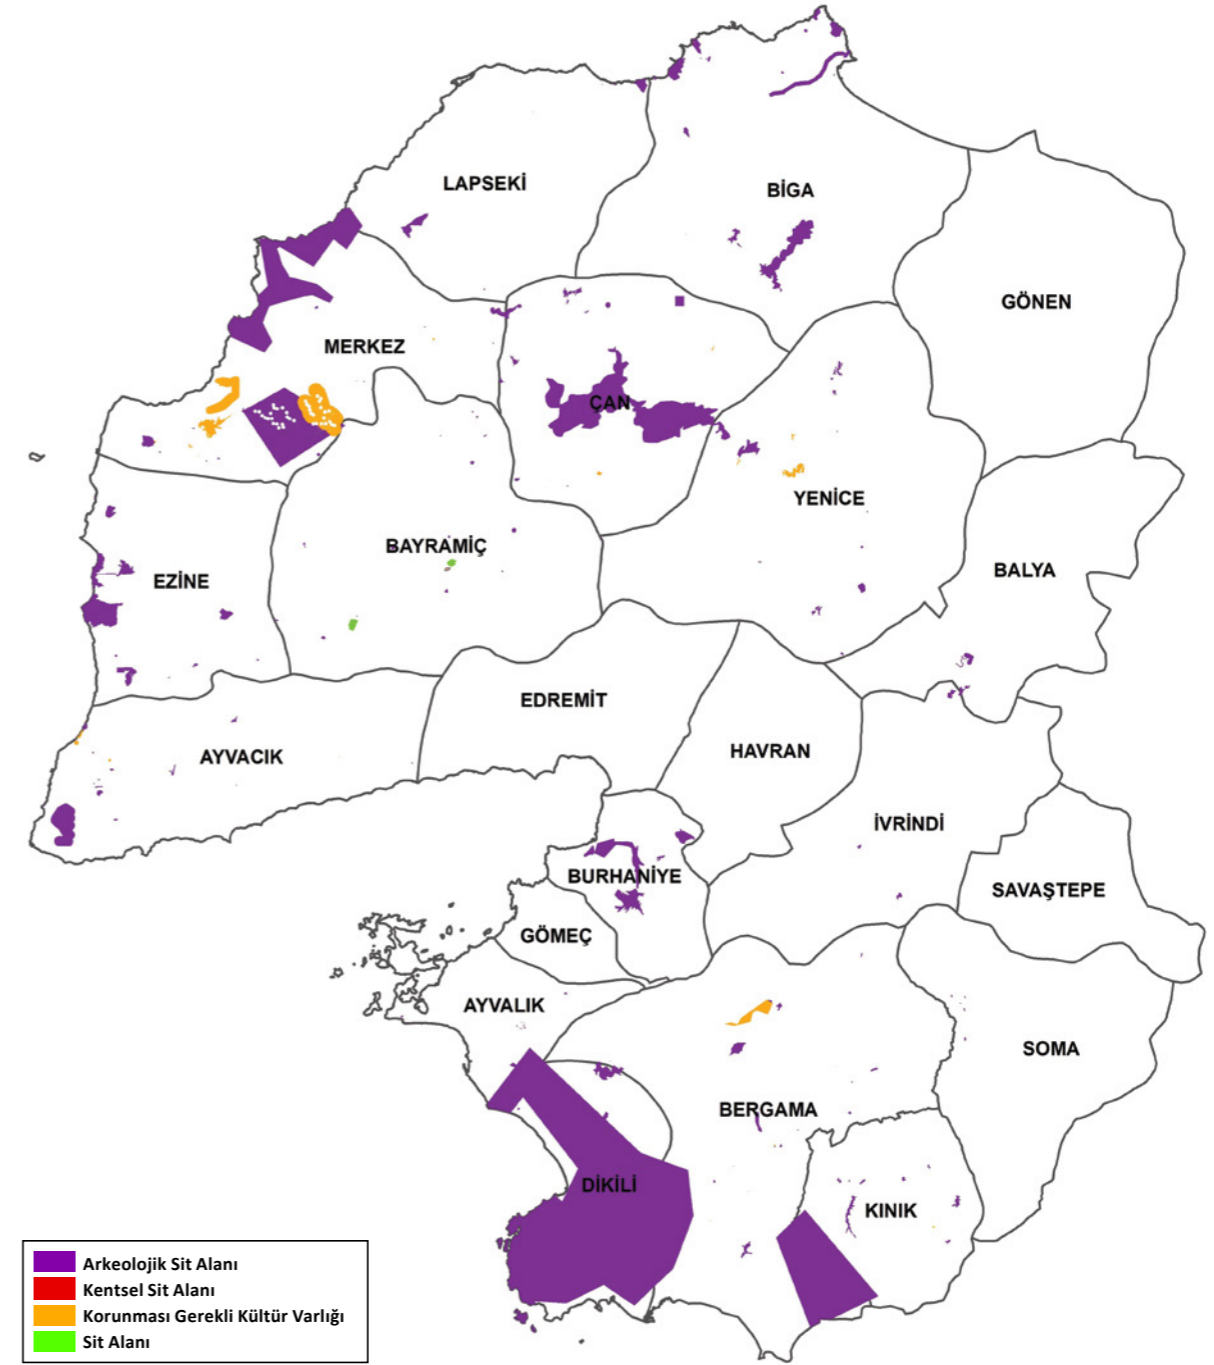 LAPSEKİ
BİGA
GÖNEN
MERKEZ
ÇAN
YENİCE
BAYRAMİÇ
EZİNE
BALYA
EDREMİT
HAVRAN
AYVACIK
İVRİNDİ
BURHANİYE
SAVAŞTEPE
GÖMEÇ
AYVALIK
SOMA
BERGAMA
DİKİLİ
KINIK
Arkeolojik Sit Alanı
Kentsel Sit Alanı
Korunması Gerekli Kültür Varlığı
Sit Alanı